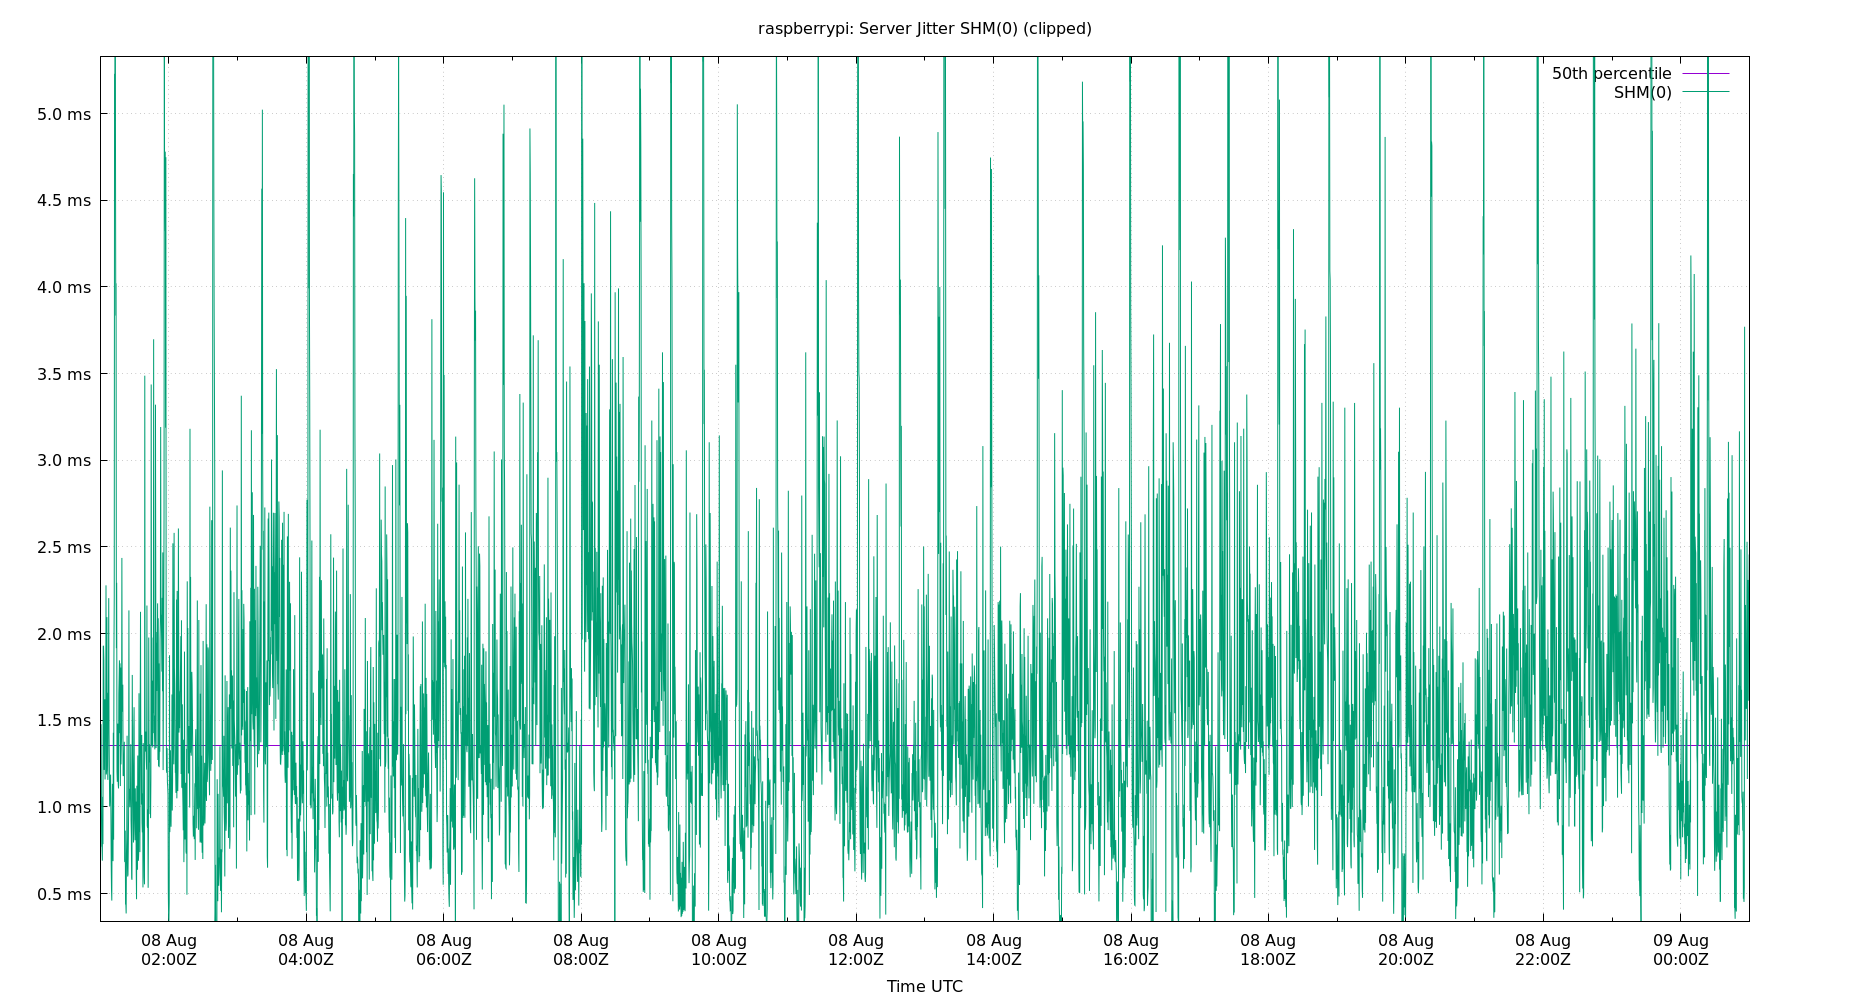 raspberrypi: Server Jitter SHM(0) (clipped)
50th percentile
SHM(0)
5.0 ms
4.5 ms
4.0 ms
3.5 ms
3.0 ms
2.5 ms
2.0 ms
1.5 ms
1.0 ms
0.5 ms
08 Aug 08 Aug 08 Aug 08 Aug 08 Aug 08 Aug 08 Aug 08 Aug 08 Aug 08 Aug 08 Aug 09 Aug
02:00Z 04:00Z 06:00Z 08:00Z 10:00Z 12:00Z 14:00Z 16:00Z 18:00Z 20:00Z 22:00Z 00:00Z
Time UTC